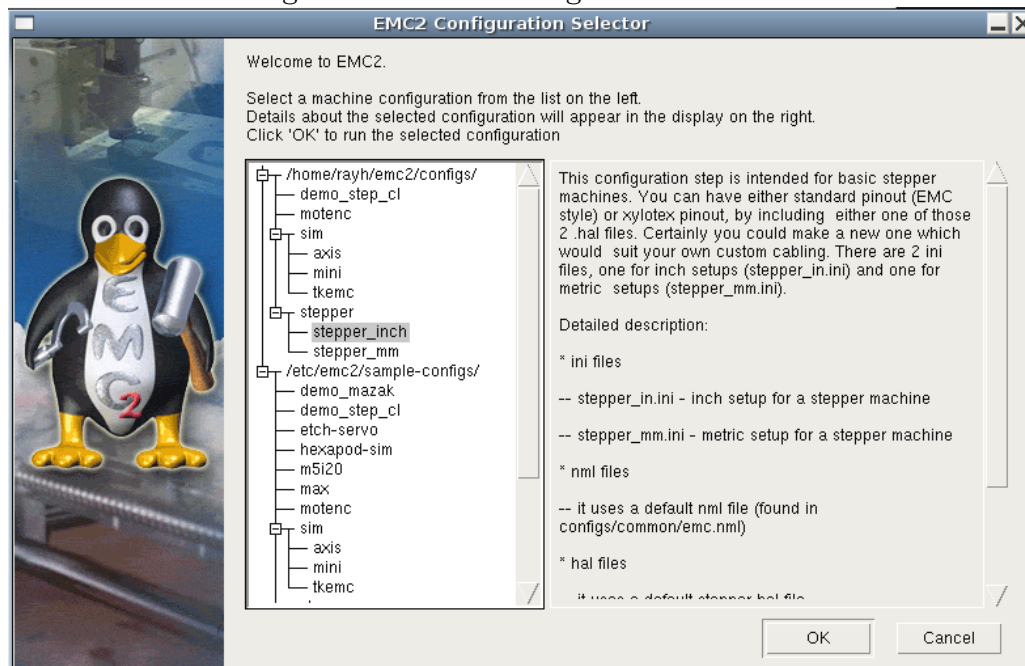 EMC2 Configuration Selector
Welcome to EMC2.
Select a machine configuration from the list on the left.
Details about the selected configuration will appear in the display on the right.
Click 'OK' to run the selected configuration
/home/rayh/emc2/configs/
demo_step_cl
motenc
sim
axis
mini
tkemc
stepper
stepper_inch
stepper_mm
/etc/emc2/sample-configs/
demo_mazak
demo_step_cl
etch-servo
hexapod-sim
m5i20
max
motenc
sim
axis
mini
tkemc
This configuration step is intended for basic stepper
machines. You can have either standard pinout (EMC
style) or xylotex pinout, by including either one of those
2 .hal files. Certainly you could make a new one which
would suit your own custom cabling. There are 2 ini
files, one for inch setups (stepper_in.ini) and one for
metric setups (stepper_mm.ini).
Detailed description:
* ini files
-- stepper_in.ini - inch setup for a stepper machine
-- stepper_mm.ini - metric setup for a stepper machine
* nml files
-- it uses a default nml file (found in
configs/common/emc.nml)
* hal files
it uses a default stepper hal file
EMC2
OK
Cancel